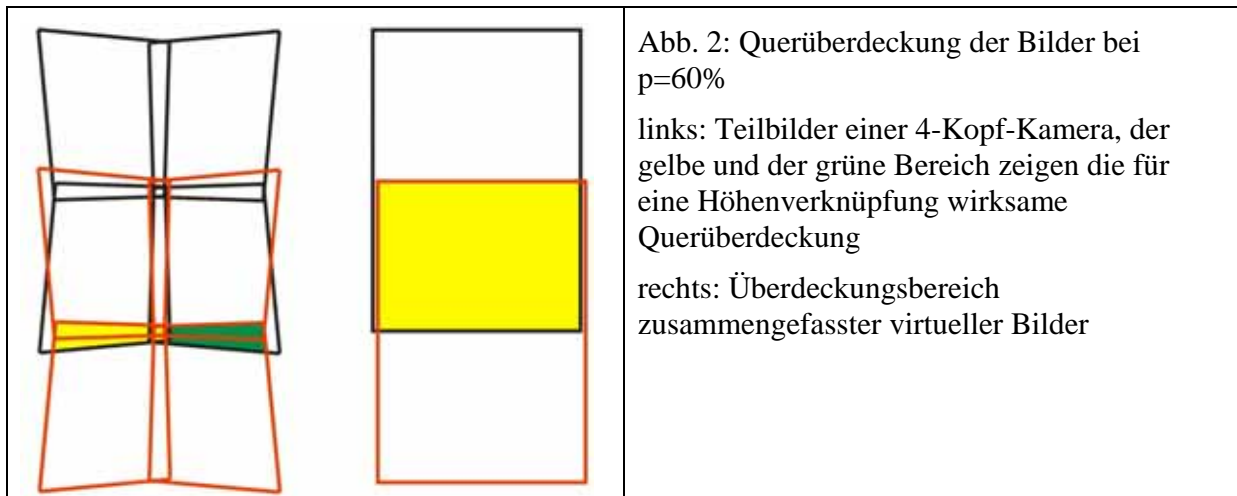 Abb. 2: Querüberdeckung der Bilder bei
p=60%
links: Teilbilder einer 4-Kopf-Kamera, der
gelbe und der grüne Bereich zeigen die für
eine Höhenverknüpfung wirksame
Querüberdeckung
rechts: Überdeckungsbereich
zusammengefasster virtueller Bilder